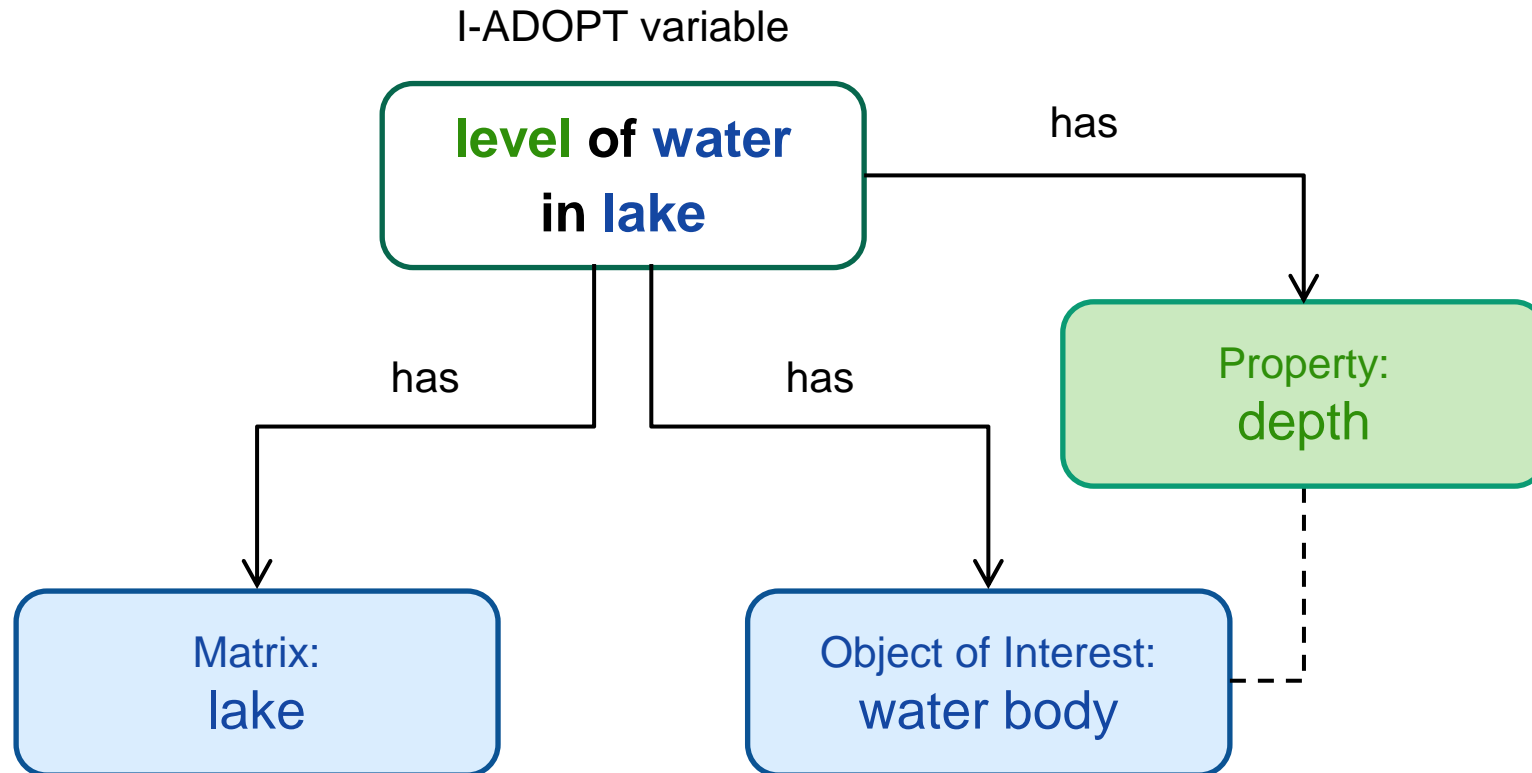 I-ADOPT variable
level of water
in lake
has
has
has
Property:
depth
Matrix:
lake
Object of Interest:
water body